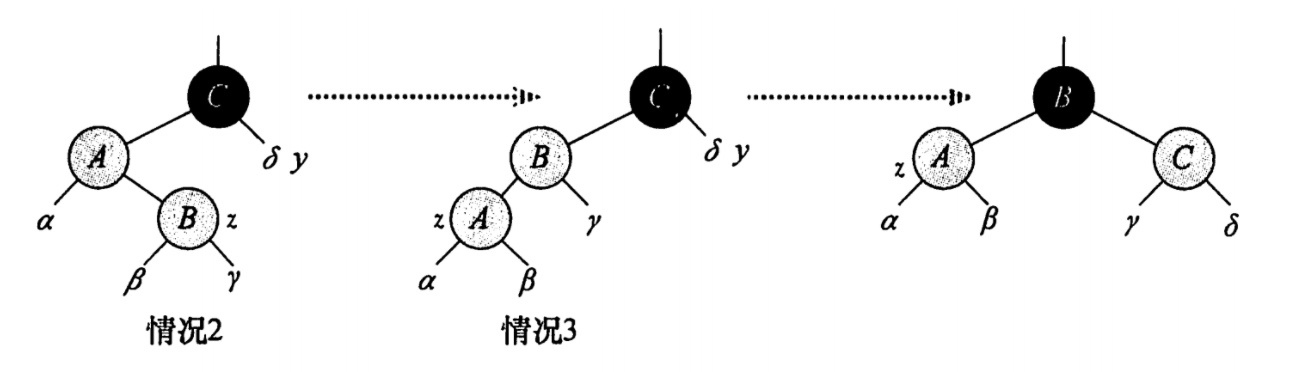 C C B
A δ y B δ y z A C
α B z z A γ α β γ δ
β γ α β
情况2 情况3